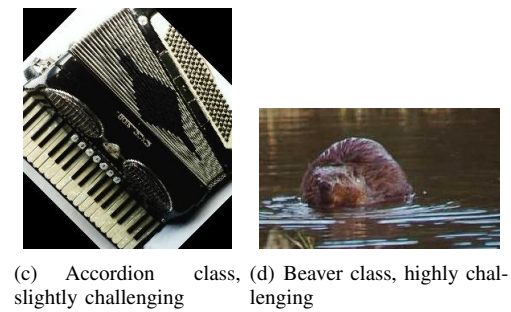 (c) Accordion class,
slightly challenging
(d) Beaver class, highly chal-
lenging